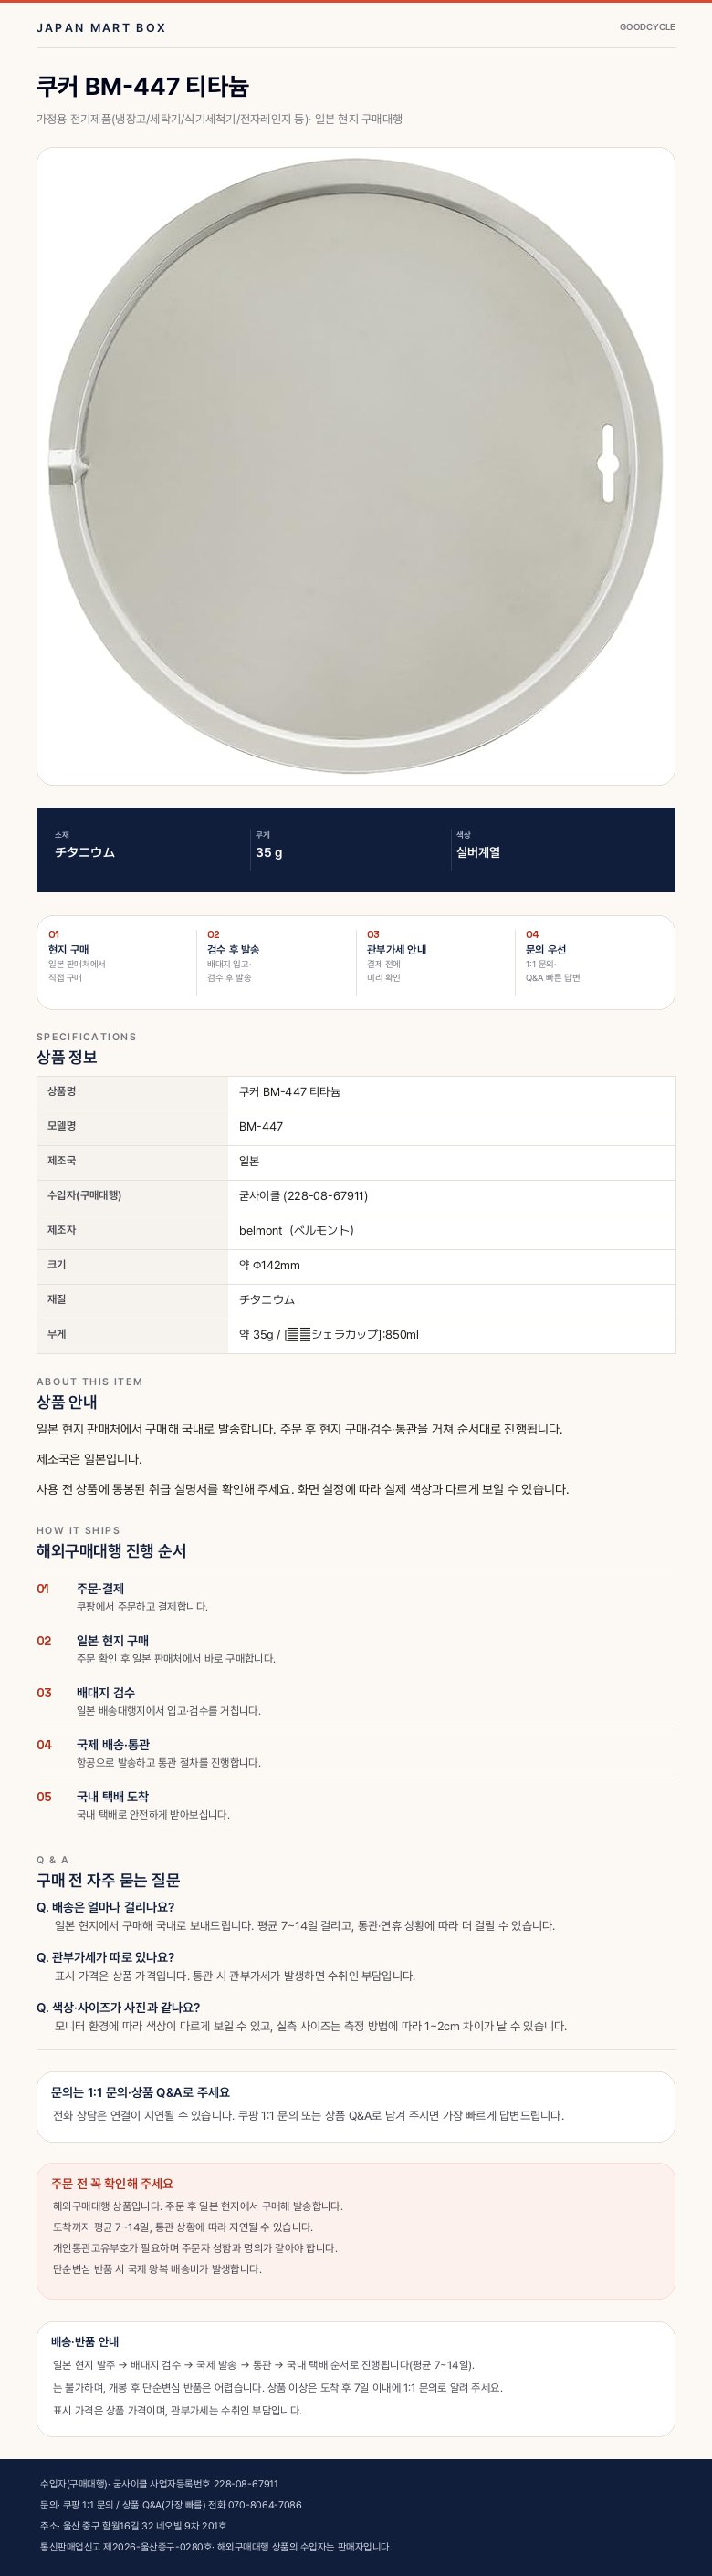 JAPAN MART BOX
GOODCYCLE
쿠커 BM-447 티타늄
가정용 전기제품(냉장고/세탁기/식기세척기/전자레인지 등)· 일본 현지 구매대행
소재
チタニウム
무게
35 g
색상
실버계열
01
현지 구매
일본 판매처에서
직접 구매
02
검수 후 발송
배대지 입고·
검수 후 발송
03
관부가세 안내
결제 전에
미리 확인
04
문의 우선
1:1 문의·
Q&A 빠른 답변
SPECIFICATIONS
상품 정보
상품명
쿠커 BM-447 티타늄
모델명
BM-447
제조국
일본
수입자(구매대행)
굳사이클 (228-08-67911)
제조자
belmont（ベルモント）
크기
약 Φ142mm
재질
チタニウム
무게
약 35g / [シェラカップ]:850ml
ABOUT THIS ITEM
상품 안내
일본 현지 판매처에서 구매해 국내로 발송합니다. 주문 후 현지 구매·검수·통관을 거쳐 순서대로 진행됩니다.
제조국은 일본입니다.
사용 전 상품에 동봉된 취급 설명서를 확인해 주세요. 화면 설정에 따라 실제 색상과 다르게 보일 수 있습니다.
HOW IT SHIPS
해외구매대행 진행 순서
01
주문·결제
쿠팡에서 주문하고 결제합니다.
02
일본 현지 구매
주문 확인 후 일본 판매처에서 바로 구매합니다.
03
배대지 검수
일본 배송대행지에서 입고·검수를 거칩니다.
04
국제 배송·통관
항공으로 발송하고 통관 절차를 진행합니다.
05
국내 택배 도착
국내 택배로 안전하게 받아보십니다.
Q & A
구매 전 자주 묻는 질문
Q. 배송은 얼마나 걸리나요?
일본 현지에서 구매해 국내로 보내드립니다. 평균 7~14일 걸리고, 통관·연휴 상황에 따라 더 걸릴 수 있습니다.
Q. 관부가세가 따로 있나요?
표시 가격은 상품 가격입니다. 통관 시 관부가세가 발생하면 수취인 부담입니다.
Q. 색상·사이즈가 사진과 같나요?
모니터 환경에 따라 색상이 다르게 보일 수 있고, 실측 사이즈는 측정 방법에 따라 1~2cm 차이가 날 수 있습니다.
문의는 1:1 문의·상품 Q&A로 주세요
전화 상담은 연결이 지연될 수 있습니다. 쿠팡 1:1 문의 또는 상품 Q&A로 남겨 주시면 가장 빠르게 답변드립니다.
주문 전 꼭 확인해 주세요
해외구매대행 상품입니다. 주문 후 일본 현지에서 구매해 발송합니다.
도착까지 평균 7~14일, 통관 상황에 따라 지연될 수 있습니다.
개인통관고유부호가 필요하며 주문자 성함과 명의가 같아야 합니다.
단순변심 반품 시 국제 왕복 배송비가 발생합니다.
배송·반품 안내
일본 현지 발주 → 배대지 검수 → 국제 발송 → 통관 → 국내 택배 순서로 진행됩니다(평균 7~14일).
는 불가하며, 개봉 후 단순변심 반품은 어렵습니다. 상품 이상은 도착 후 7일 이내에 1:1 문의로 알려 주세요.
표시 가격은 상품 가격이며, 관부가세는 수취인 부담입니다.
수입자(구매대행)· 굳사이클 사업자등록번호 228-08-67911
문의· 쿠팡 1:1 문의 / 상품 Q&A(가장 빠름) 전화 070-8064-7086
주소· 울산 중구 함월16길 32 네오빌 9차 201호
통신판매업신고 제2026-울산중구-0280호· 해외구매대행 상품의 수입자는 판매자입니다.